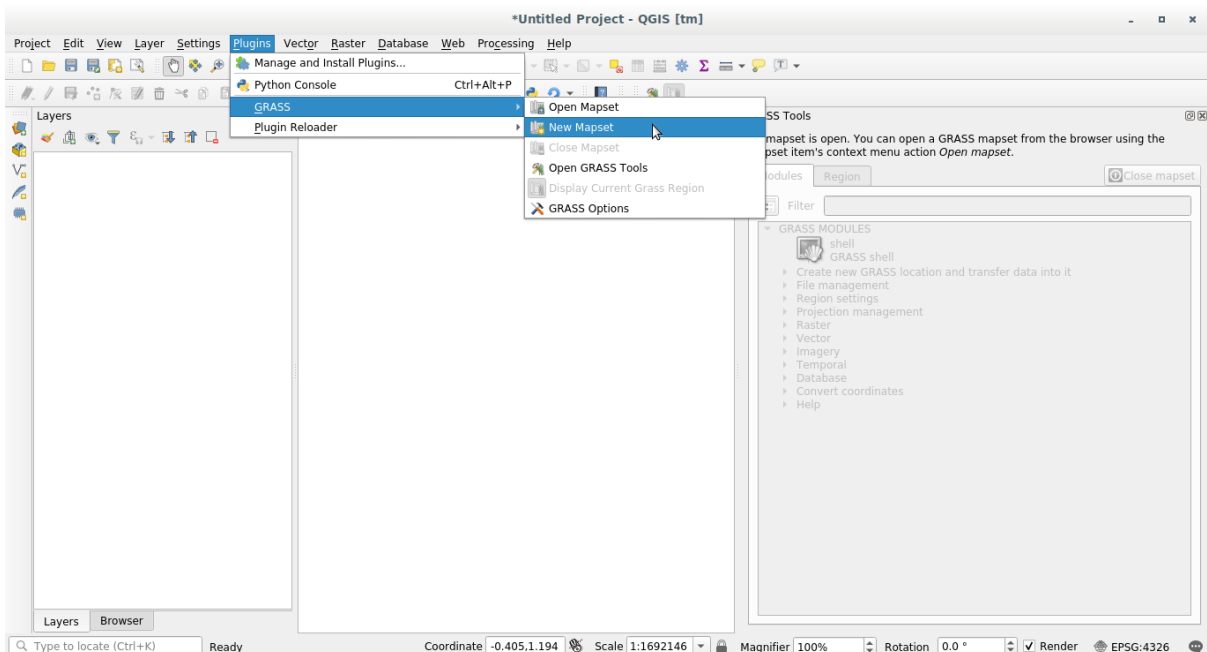 *Untitled Project - QGIS [tm]
Project Edit View Layer Settings Plugins Vector Raster Database Web Processing Help
Manage and Install Plugins...
Python Console Ctrl+Alt+P
GRASS
Plugin Reloader
Open Mapset
New Mapset
Close Mapset
Open GRASS Tools
Display Current Grass Region
GRASS Options
Layers
SS Tools
mapset is open. You can open a GRASS mapset from the browser using the
pset item's context menu action Open mapset.
odules Region Close mapset
Filter
GRASS MODULES
shell
GRASS shell
Create new GRASS location and transfer data into it
File management
Region settings
Projection management
Raster
Vector
Imagery
Temporal
Database
Convert coordinates
Help
Layers Browser
Type to locate (Ctrl+K) Ready Coordinate -0.405,1.194 Scale 1:1692146 Magnifier 100% Rotation 0.0 ° Render EPSG:4326